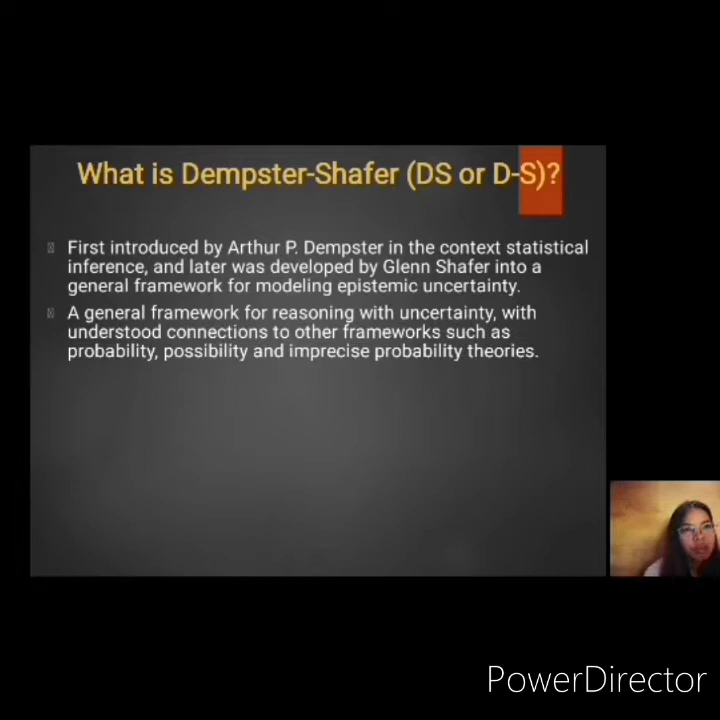 What is Dempster-Shafer (DS or D-S)?
First introduced by Arthur P. Dempster in the context statistical
inference, and later was developed by Glenn Shafer into a
general framework for modeling epistemic uncertainty.
A general framework for reasoning with uncertainty, with
understood connections to other frameworks such as
probability, possibility and imprecise probability theories.
PowerDirector